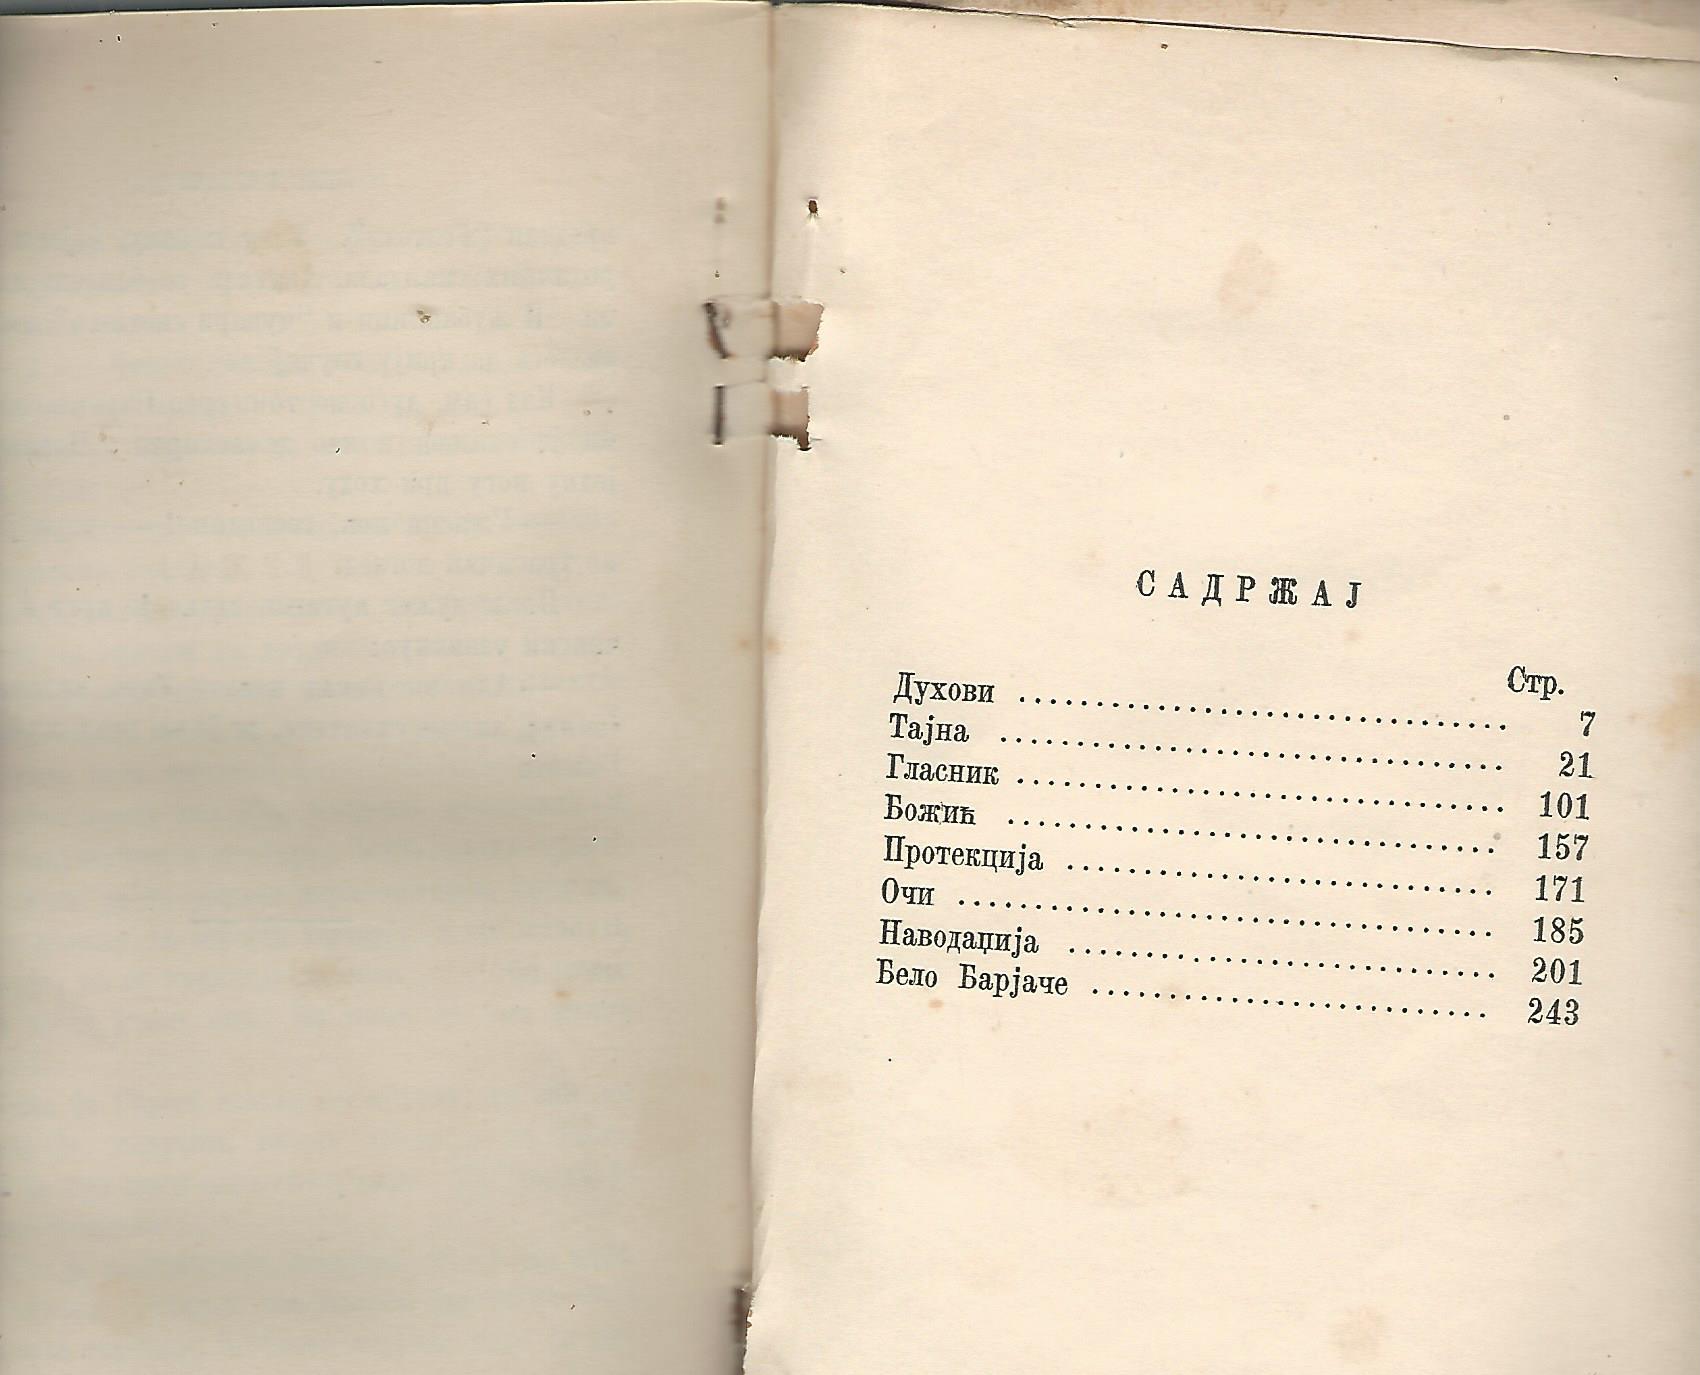 САДРЖАЈ
Стр.
Духови ................................ 7
Тајна ................................. 21
Гласник ................................ 101
Божић ................................ 157
Протекција ............................ 171
Очи ................................... 185
Наводаџија ............................ 201
Бело Барјаче .......................... 243